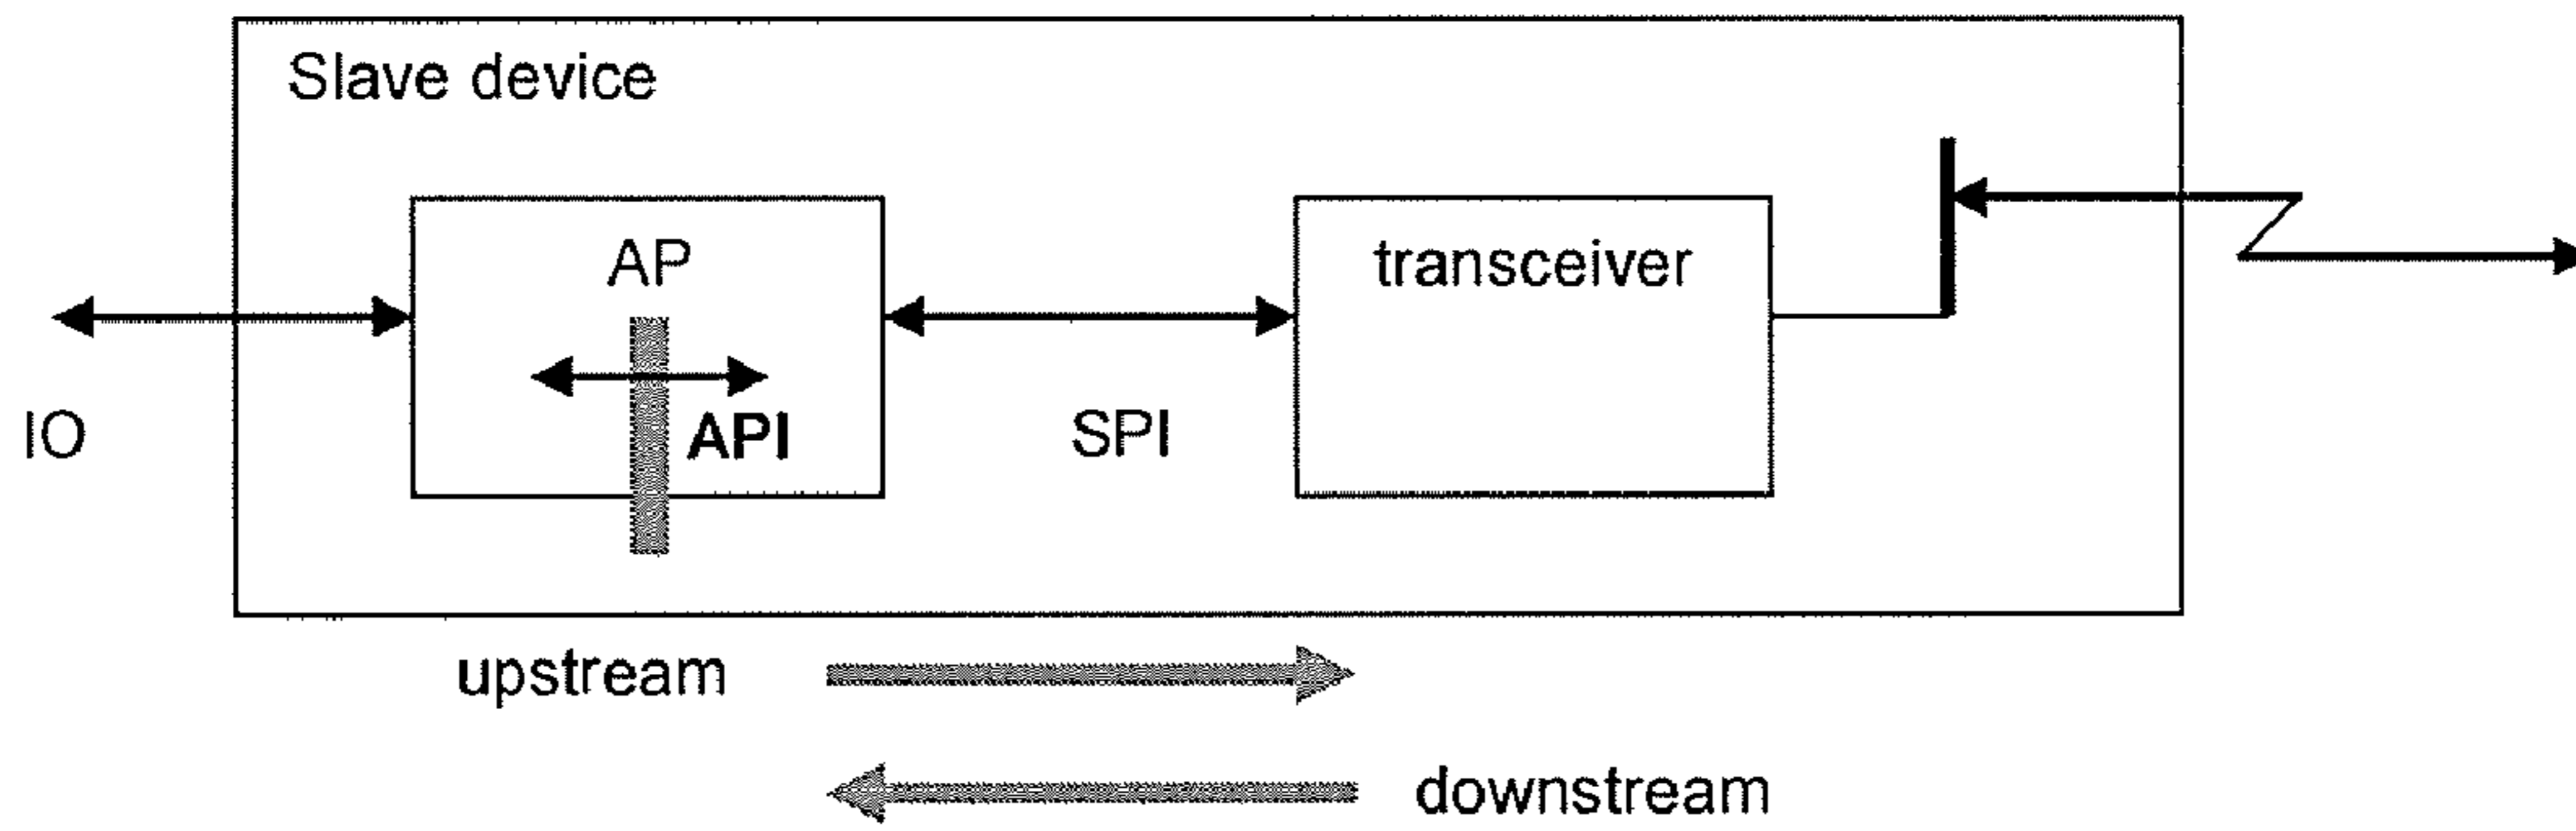 Slave device
AP
transceiver
API
IO
SPI
upstream
downstream